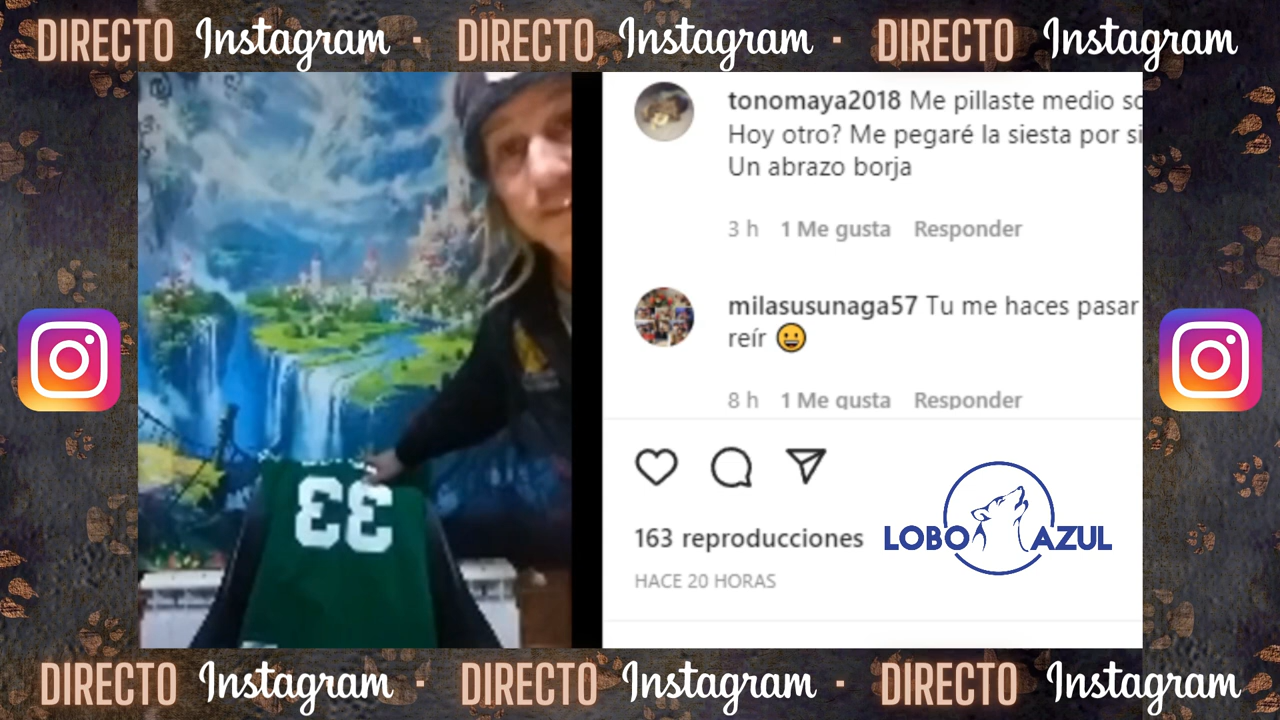 DIRECTO Instagram · DIRECTO Instagram · DIRECTO Instagram
tonomaya2018 Me pillaste medio so
Hoy otro? Me pegaré la siesta por si
Un abrazo borja
3 h 1 Me gusta Responder
milasusunaga57 Tu me haces pasar
reír 😀
8 h 1 Me gusta Responder
33
163 reproducciones
LOBO AZUL
HACE 20 HORAS
DIRECTO Instagram · DIRECTO Instagram · DIRECTO Instagram